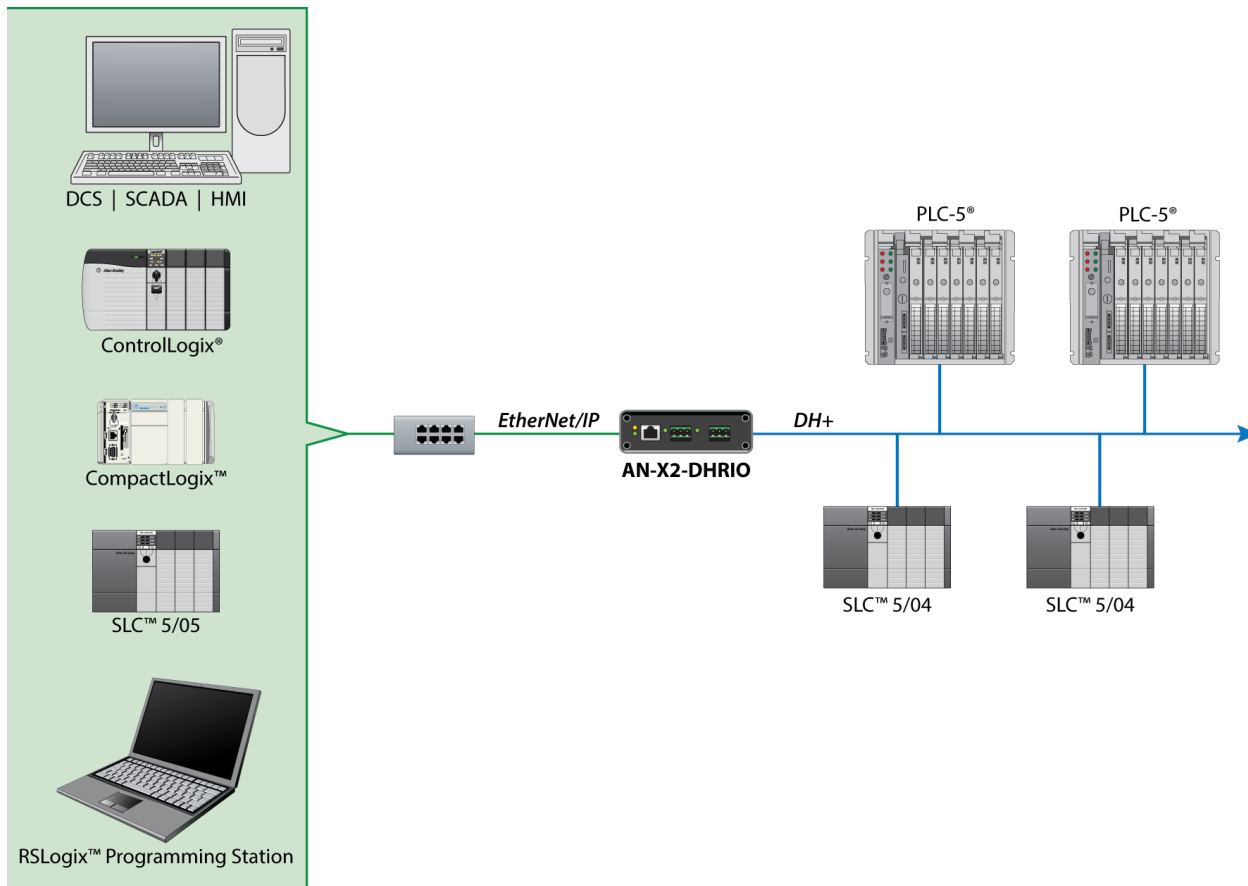 DCS | SCADA | HMI
ControlLogix®
CompactLogix™
SLC™ 5/05
RSLogix™ Programming Station
EtherNet/IP
AN-X2-DHRIO
DH+
PLC-5®
PLC-5®
SLC™ 5/04
SLC™ 5/04